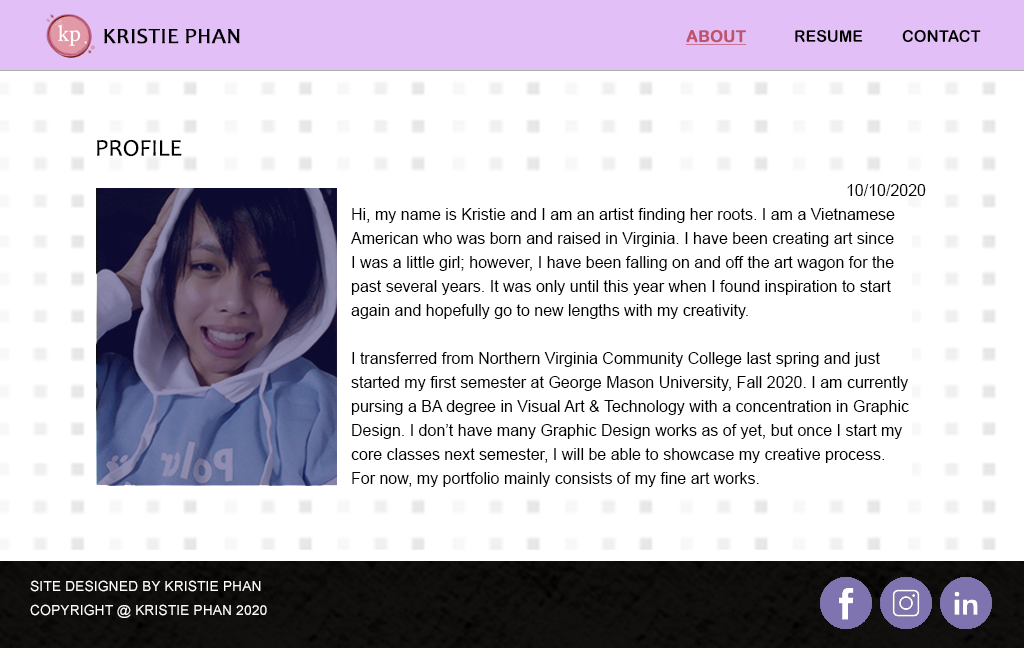 kp KRISTIE PHAN
ABOUT RESUME CONTACT
PROFILE
10/10/2020
Hi, my name is Kristie and I am an artist finding her roots. I am a Vietnamese
American who was born and raised in Virginia. I have been creating art since
I was a little girl; however, I have been falling on and off the art wagon for the
past several years. It was only until this year when I found inspiration to start
again and hopefully go to new lengths with my creativity.
I transferred from Northern Virginia Community College last spring and just
started my first semester at George Mason University, Fall 2020. I am currently
pursing a BA degree in Visual Art & Technology with a concentration in Graphic
Design. I don’t have many Graphic Design works as of yet, but once I start my
core classes next semester, I will be able to showcase my creative process.
For now, my portfolio mainly consists of my fine art works.
SITE DESIGNED BY KRISTIE PHAN
COPYRIGHT @ KRISTIE PHAN 2020
f in